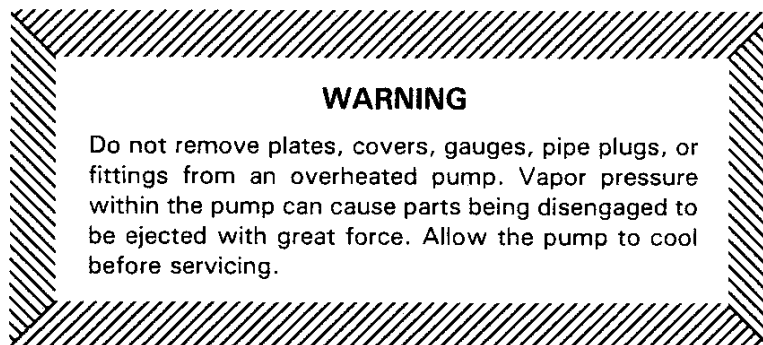 WARNING
Do not remove plates, covers, gauges, pipe plugs, or
fittings from an overheated pump. Vapor pressure
within the pump can cause parts being disengaged to
be ejected with great force. Allow the pump to cool
before servicing.